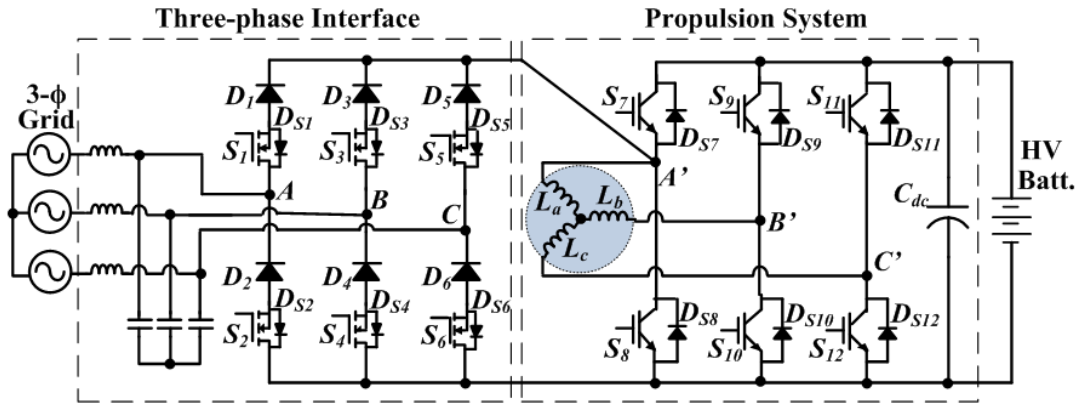 Three-phase Interface
Propulsion System
3-ϕ
Grid
D1
D3
D5
DS1
DS3
DS5
S1
S3
S5
A
B
C
D2
D4
D6
DS2
DS4
DS6
S2
S4
S6
S7
S9
S11
DS7
DS9
DS11
A'
La
Lb
Lc
B'
C'
Cdc
HV
Batt.
DS8
DS10
DS12
S8
S10
S12